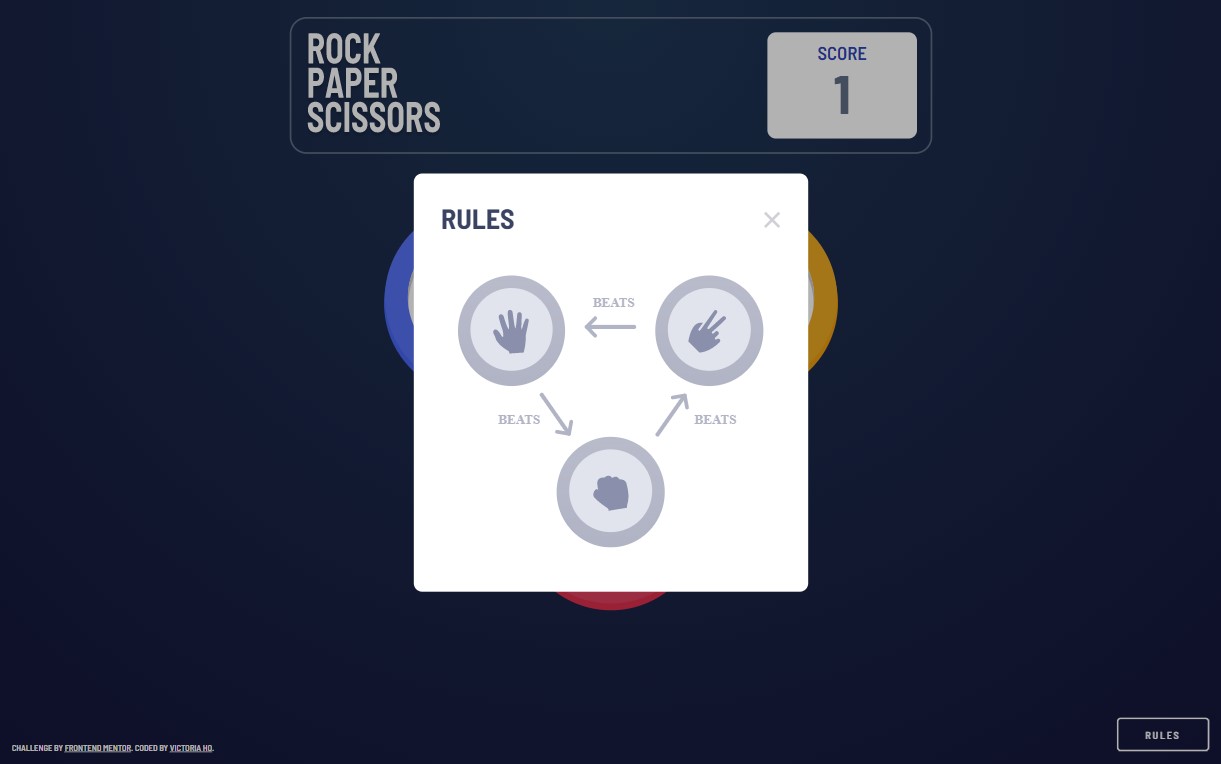 ROCK
PAPER
SCISSORS
SCORE
1
RULES
BEATS
BEATS
BEATS
CHALLENGE BY FRONTEND MENTOR. CODED BY VICTORIA HO.
RULES